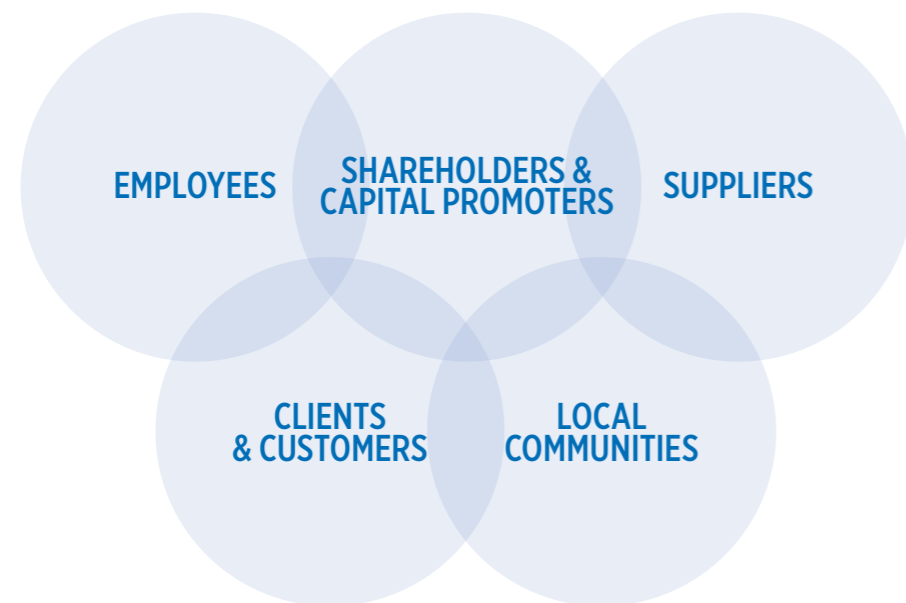 EMPLOYEES
SHAREHOLDERS &
CAPITAL PROMOTERS
SUPPLIERS
CLIENTS
& CUSTOMERS
LOCAL
COMMUNITIES